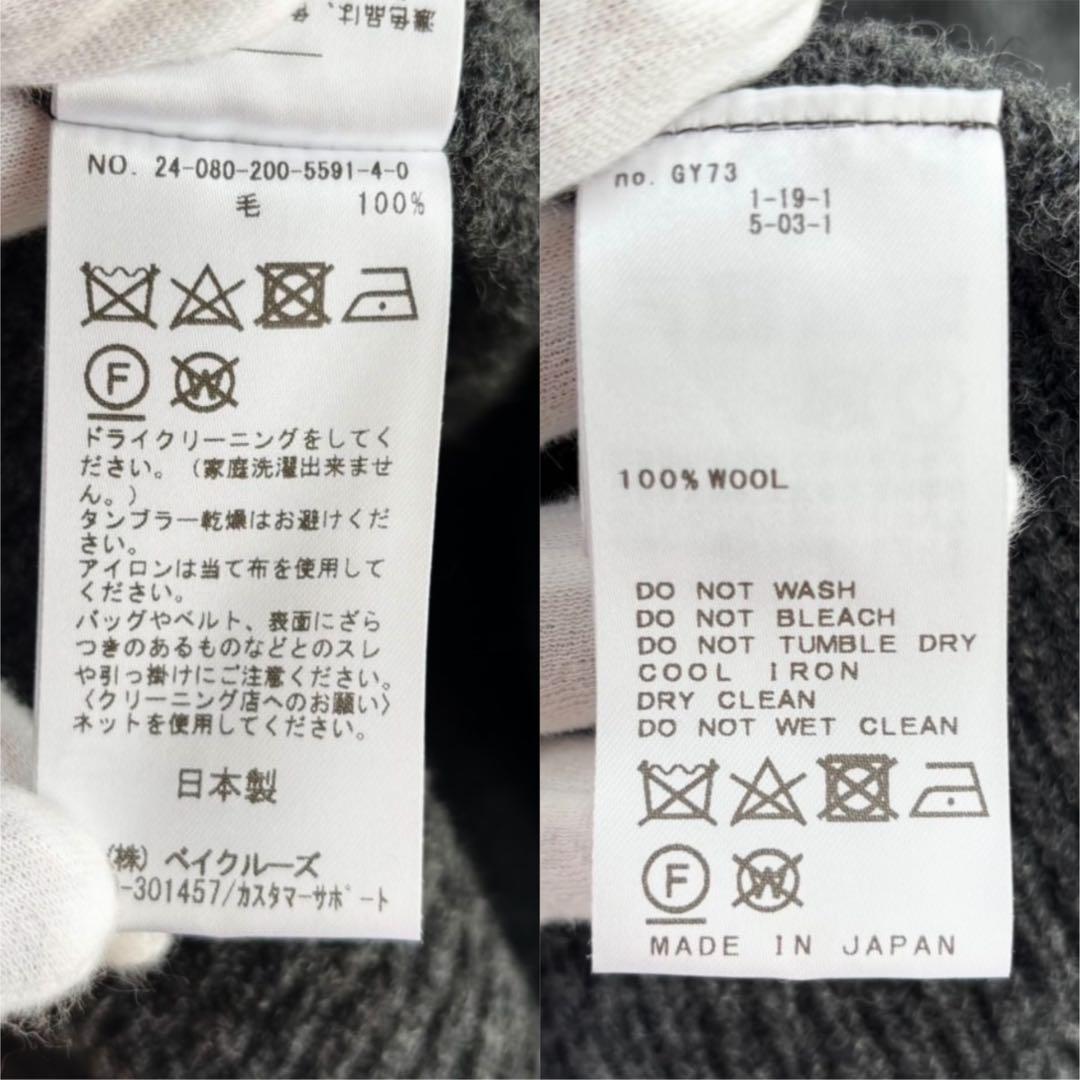 濃色品は、
NO. 24-080-200-5591-4-0
毛 100%
F
W
ドライクリーニングをしてく
ださい。(家庭洗濯出来ませ
ん。)
タンブラー乾燥はお避けくだ
さい。
アイロンは当て布を使用して
ください。
バッグやベルト、表面にざら
つきのあるものなどとのスレ
や引っ掛けにご注意ください。
〈クリーニング店へのお願い〉
ネットを使用してください。
日本製
(株) ベイクルーズ
-301457/カスタマーサポート
no. GY73
1-19-1
5-03-1
100% WOOL
DO NOT WASH
DO NOT BLEACH
DO NOT TUMBLE DRY
COOL IRON
DRY CLEAN
DO NOT WET CLEAN
F
W
MADE IN JAPAN